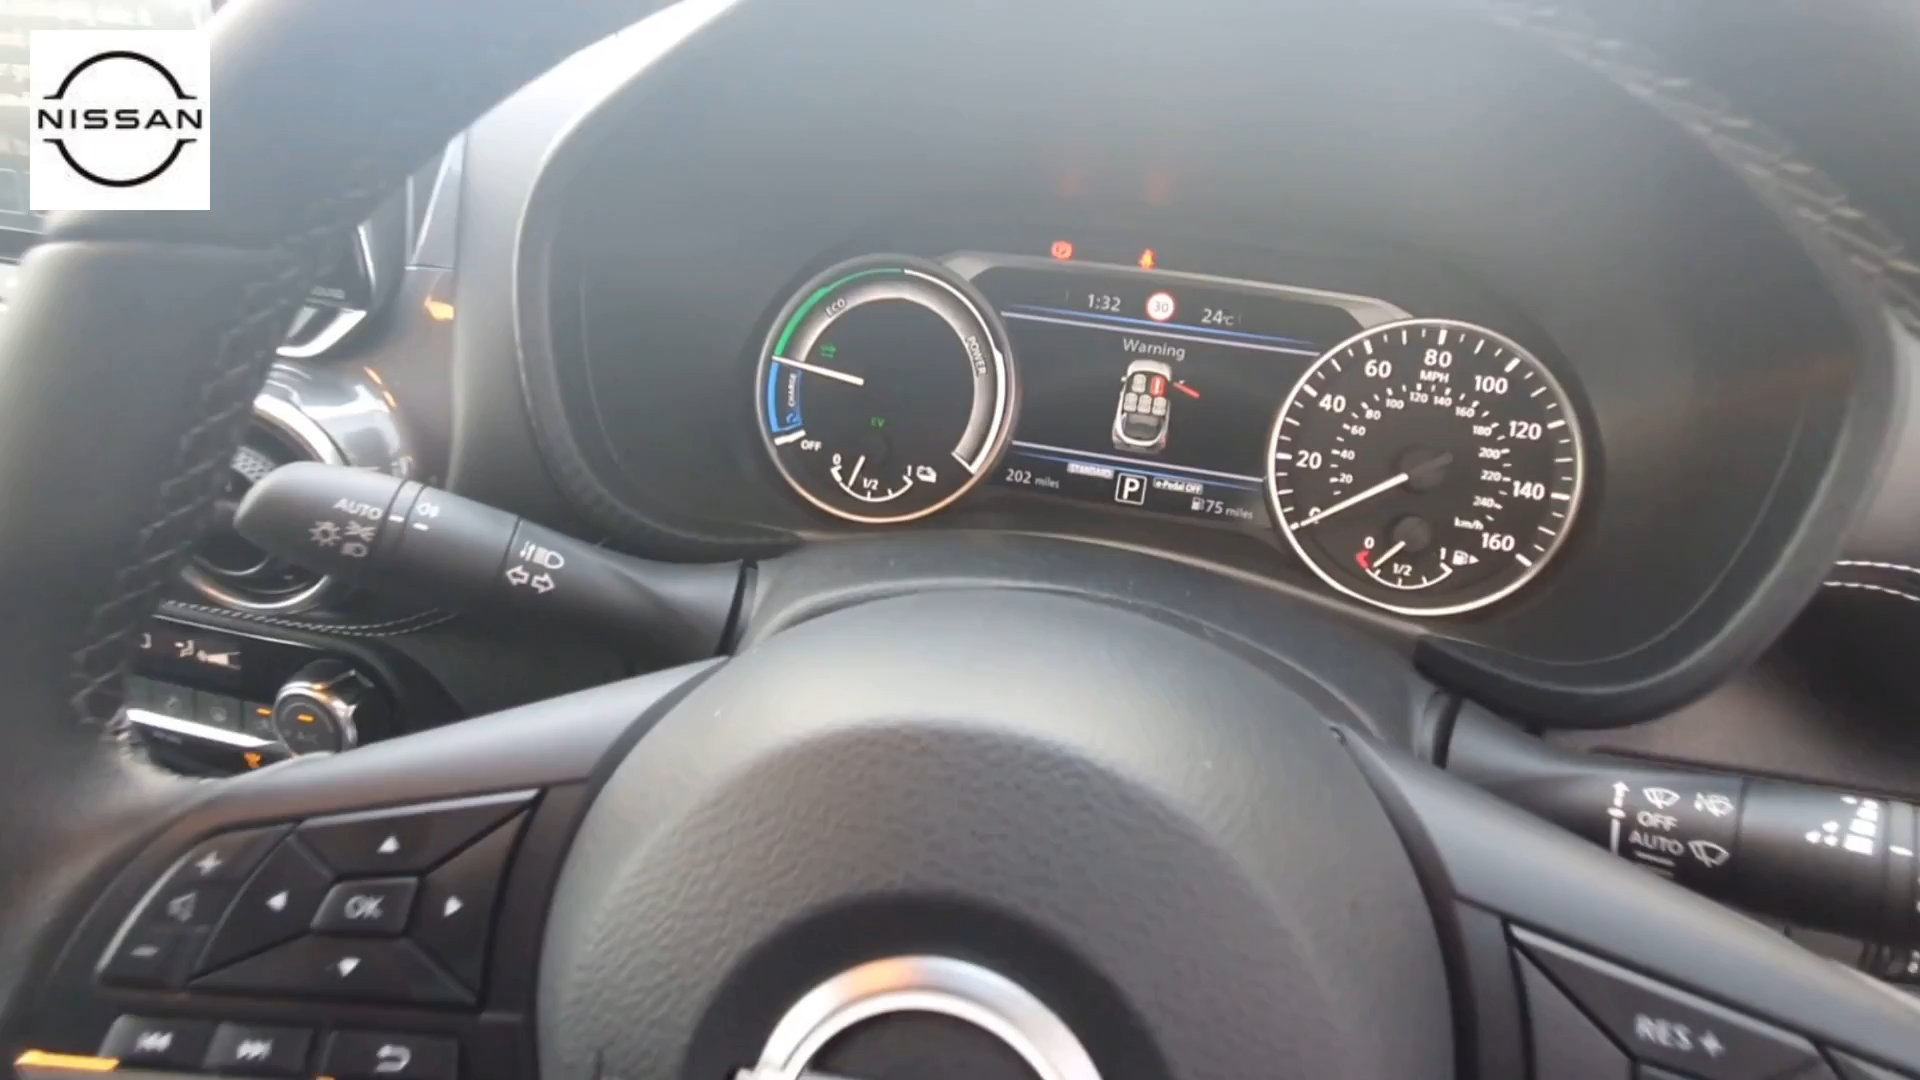 NISSAN
1:32
30
24°C
Warning
ECO
POWER
CHARGE
OFF
EV
0
1/2
1
202 miles
STANDARD
P
e-Pedal OFF
75 miles
0
20
40
60
80
100
120
140
160
MPH
20
40
60
80
100
120
140
160
180
200
220
240
km/h
0
1/2
1
AUTO
OFF
AUTO
+
OK
RES +